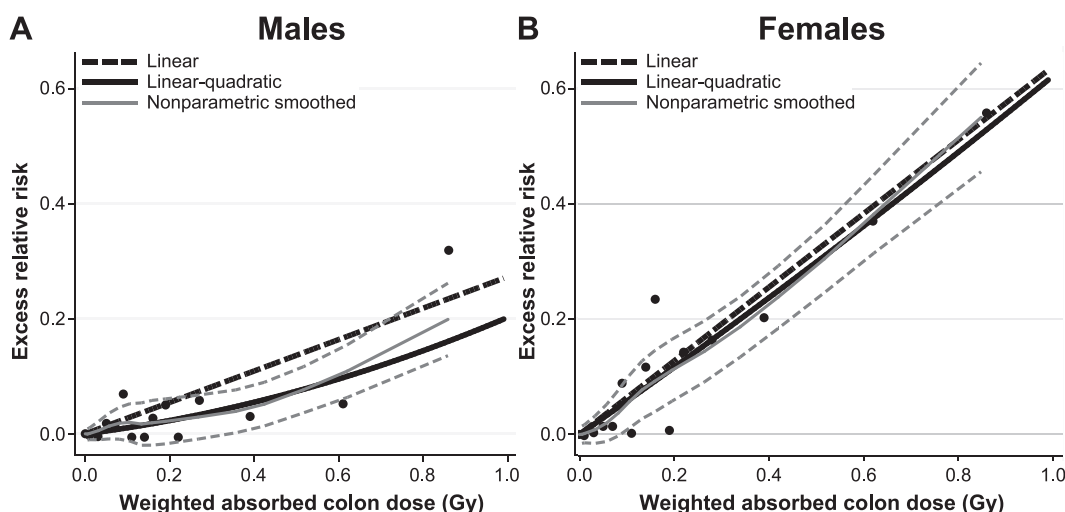 A Males
Linear
Linear-quadratic
Nonparametric smoothed
0.6
0.4
0.2
0.0
Excess relative risk
0.0 0.2 0.4 0.6 0.8 1.0
Weighted absorbed colon dose (Gy)
B Females
Linear
Linear-quadratic
Nonparametric smoothed
0.6
0.4
0.2
0.0
Excess relative risk
0.0 0.2 0.4 0.6 0.8 1.0
Weighted absorbed colon dose (Gy)